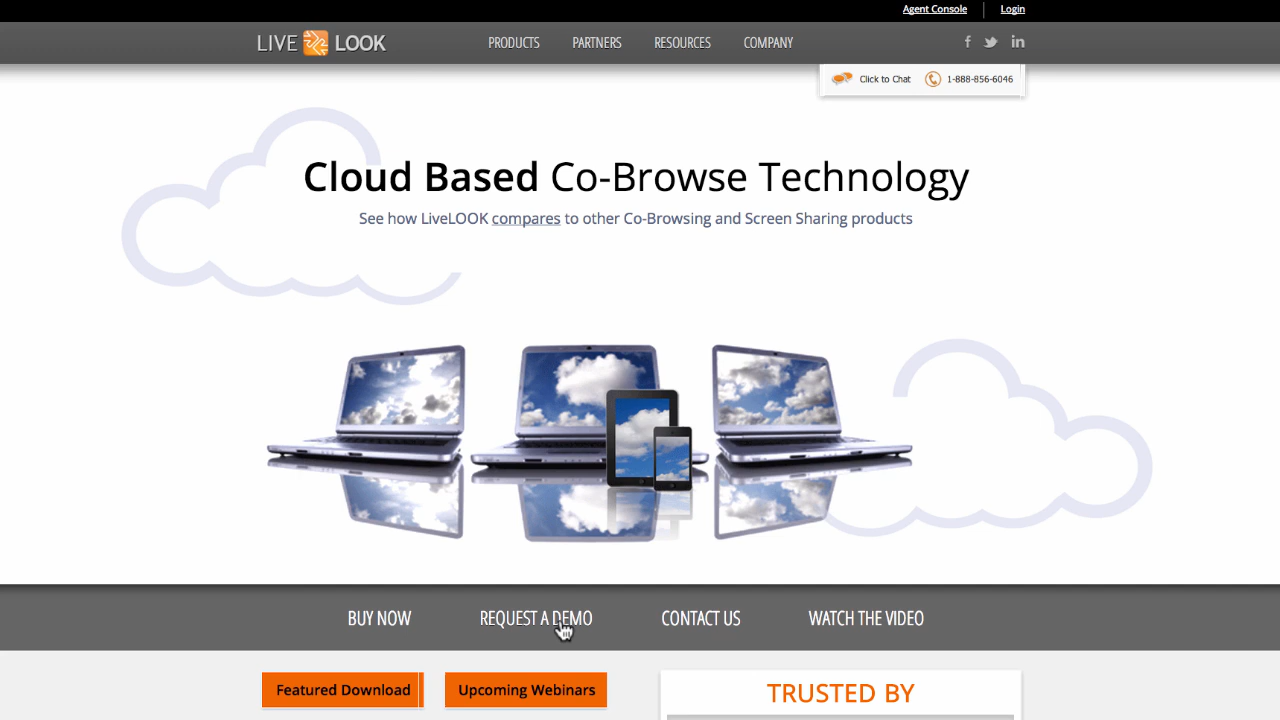 Agent Console Login
LIVE LOOK PRODUCTS PARTNERS RESOURCES COMPANY f in
Click to Chat 1-888-856-6046
Cloud Based Co-Browse Technology
See how LiveLOOK compares to other Co-Browsing and Screen Sharing products
BUY NOW REQUEST A DEMO CONTACT US WATCH THE VIDEO
Featured Download Upcoming Webinars TRUSTED BY